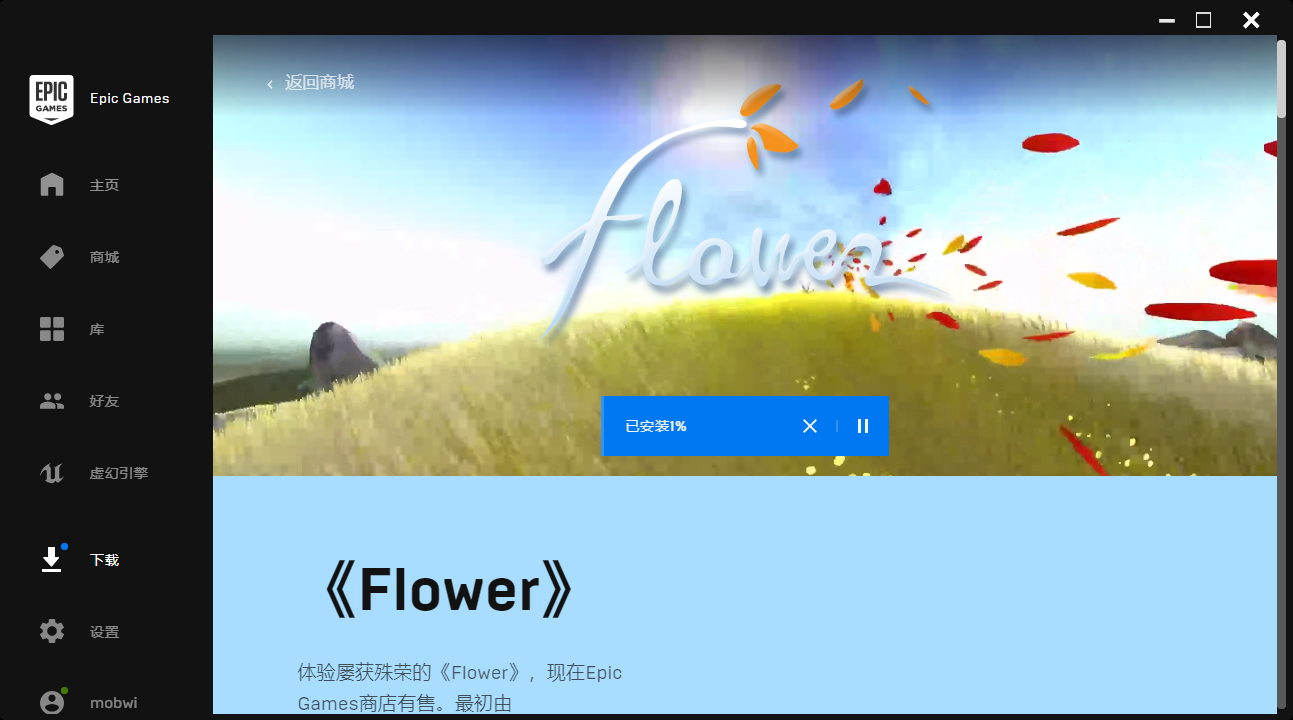 EPIC
GAMES
Epic Games
主页
商城
库
好友
虚幻引擎
下载
设置
mobwi
返回商城
flower
已安装1%
《Flower》
体验屡获殊荣的《Flower》，现在Epic
Games商店有售。最初由